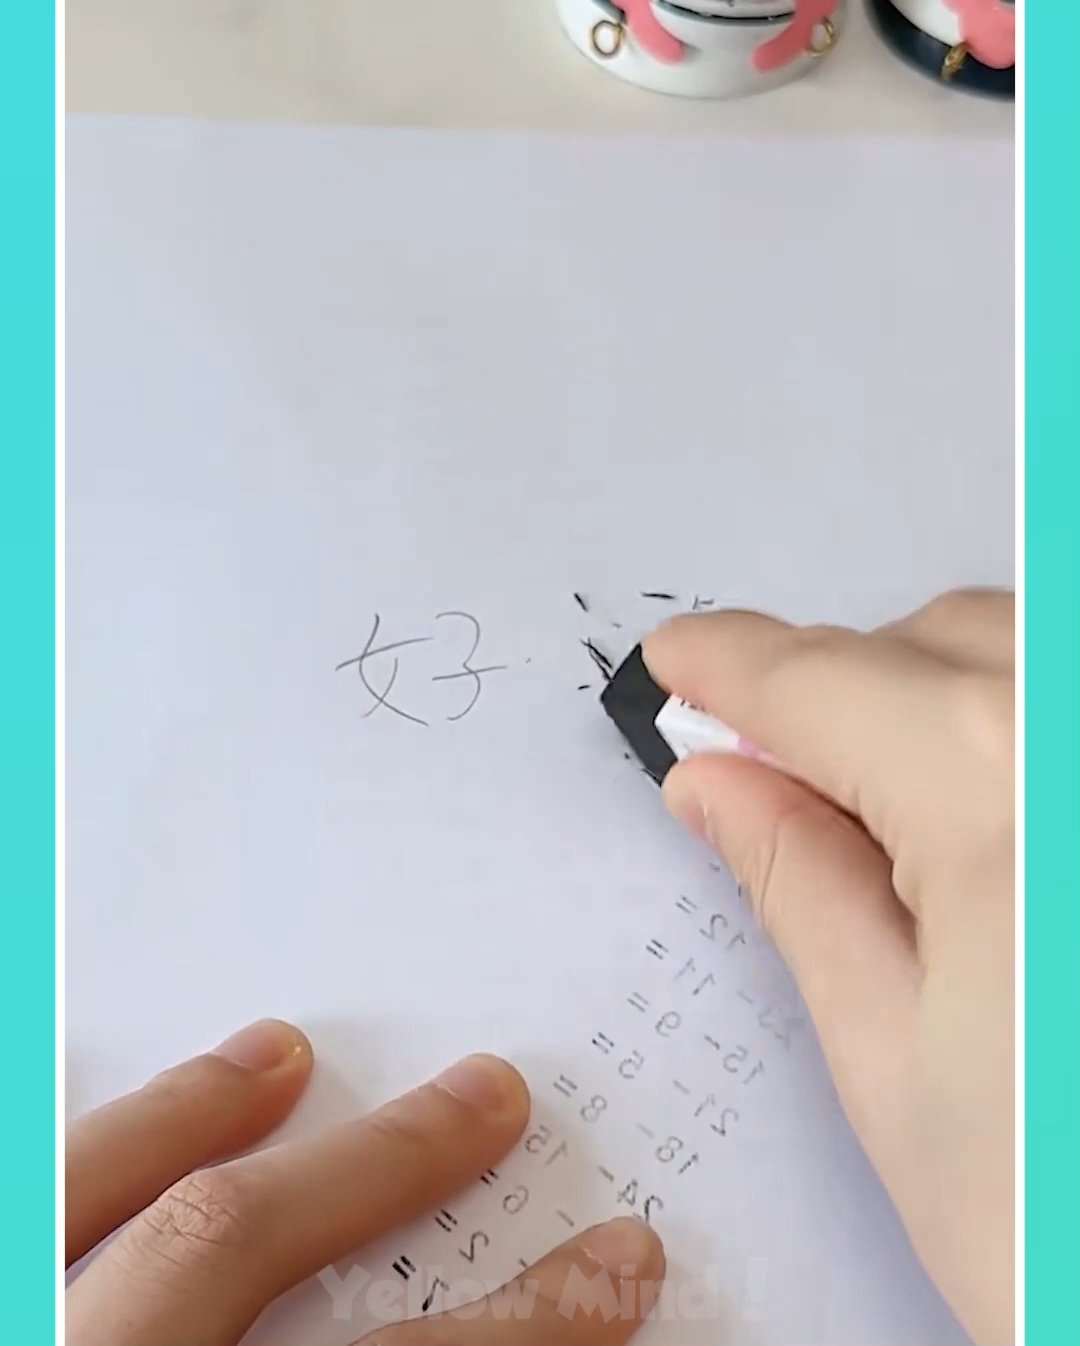 好
12 =
- 11 =
15 - 9 =
21 - 5 =
18 - 8 =
24 - 15
- 6 =
- 2 =
Yellow Mind !